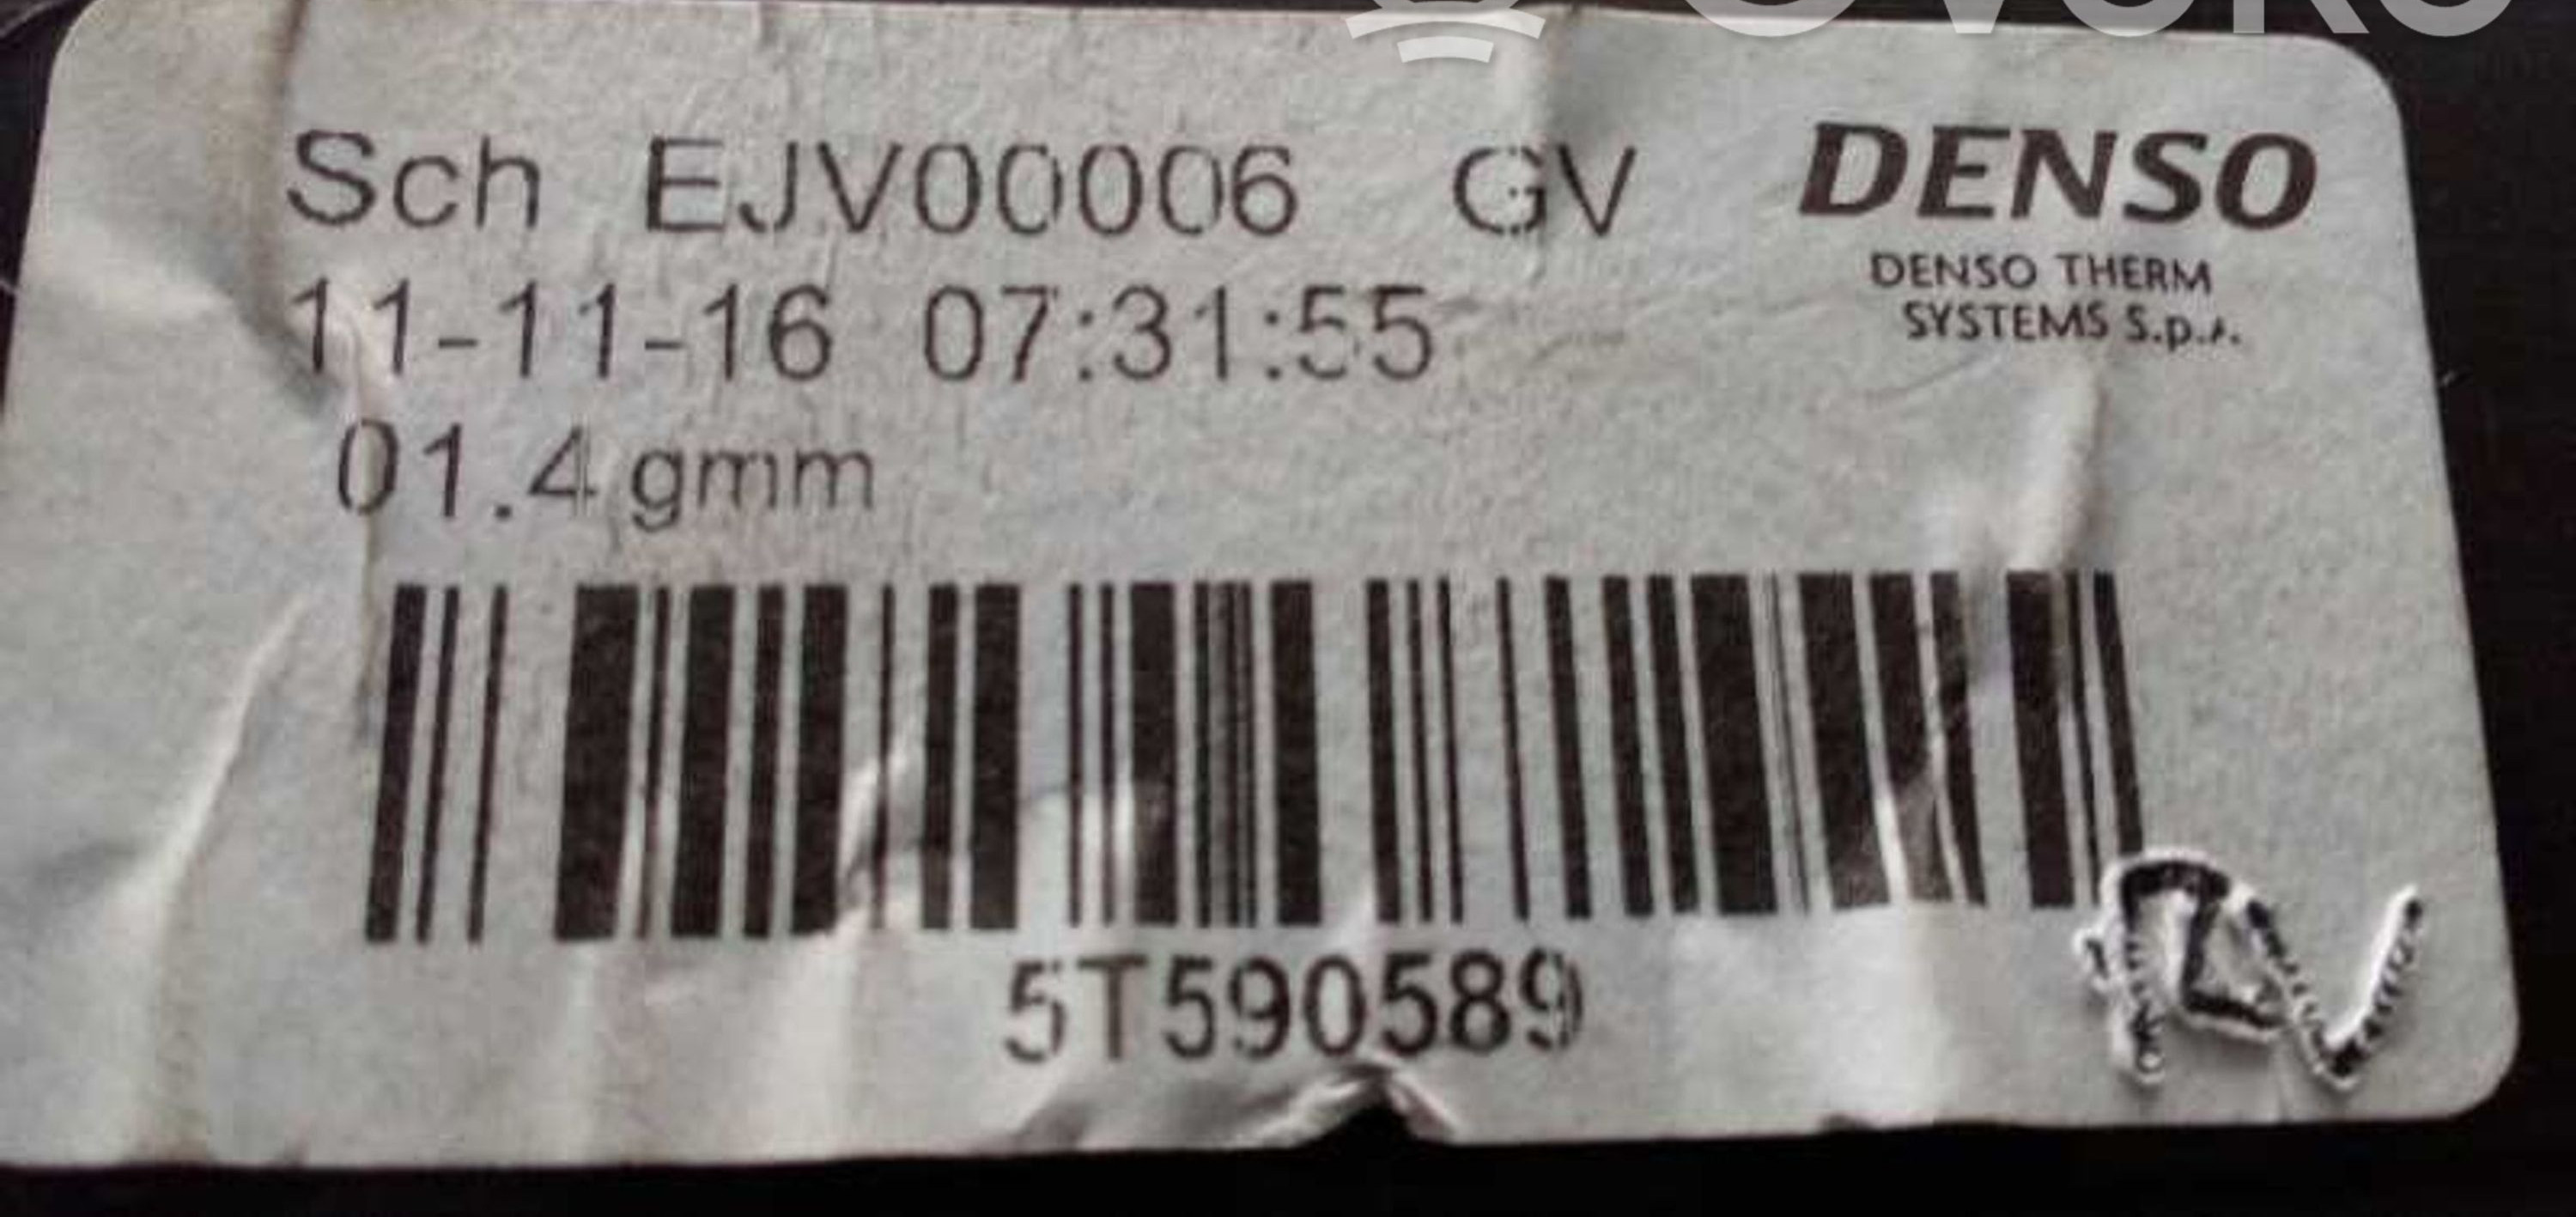 Sch EJV00006 GV
DENSO
DENSO THERM
SYSTEMS S.p.A.
11-11-16 07:31:55
01.4 gmm
5T590589